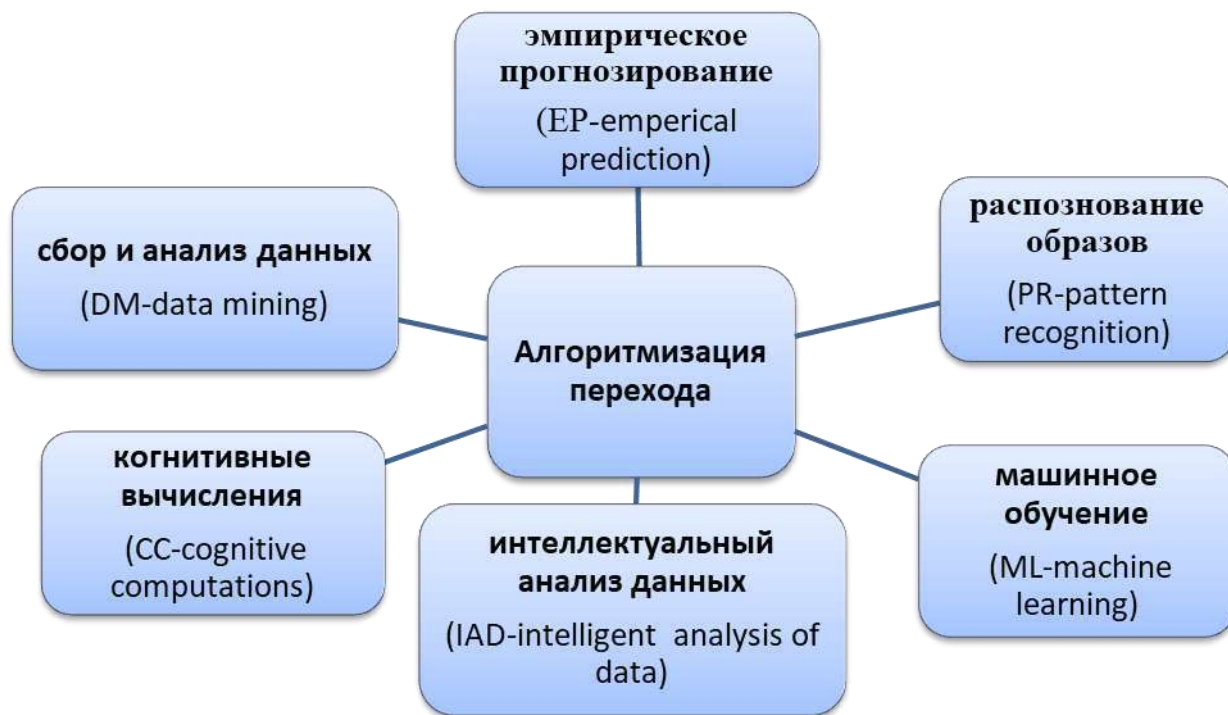 эмпирическое
прогнозирование
(EP-emperical
prediction)
сбор и анализ данных
(DM-data mining)
распознование
образов
(PR-pattern
recognition)
Алгоритмизация
перехода
когнитивные
вычисления
(CC-cognitive
computations)
интеллектуальный
анализ данных
(IAD-intelligent analysis of
data)
машинное
обучение
(ML-machine
learning)